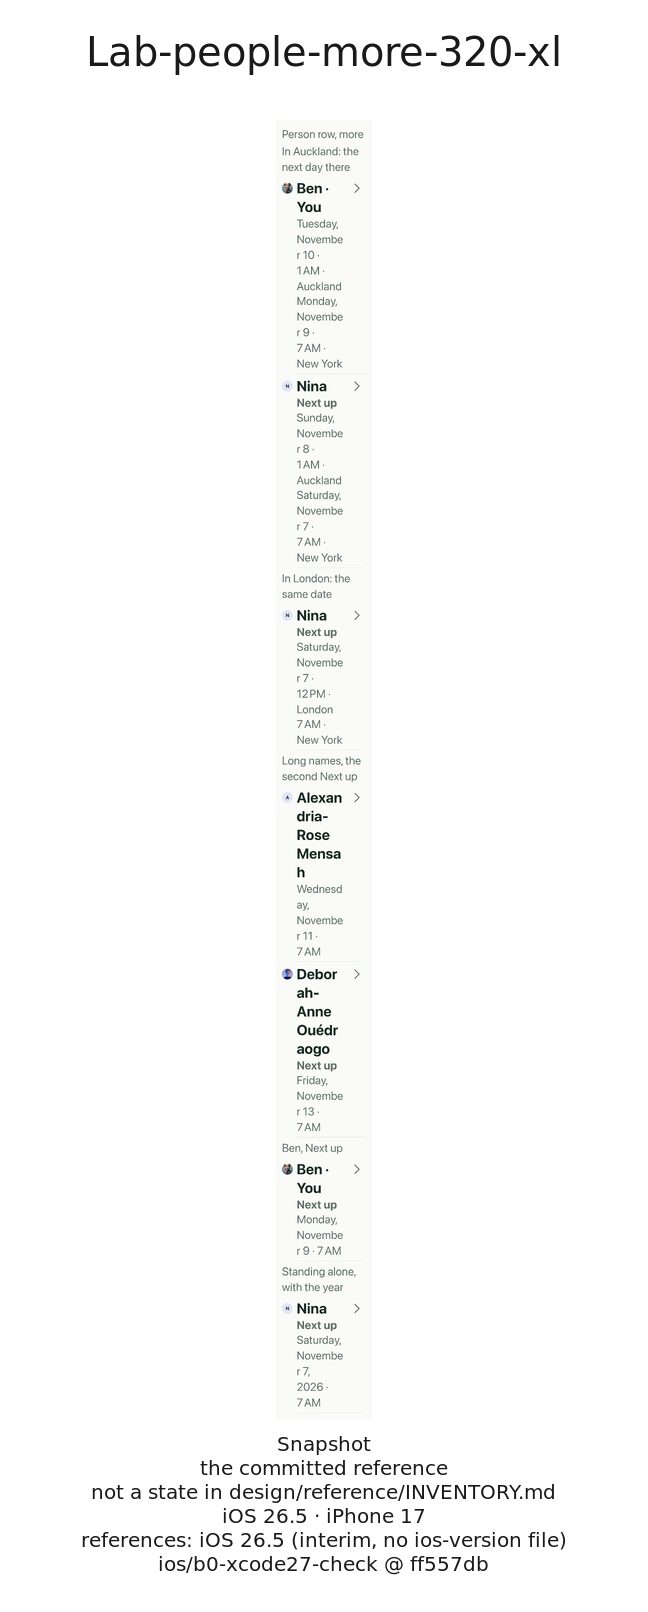 Lab-people-more-320-xl
Person row, more
In Auckland: the
next day there
Ben ·
You
Tuesday,
Novembe
r 10 ·
1 AM ·
Auckland
Monday,
Novembe
r 9 ·
7 AM ·
New York
N
Nina
Next up
Sunday,
Novembe
r 8 ·
1 AM ·
Auckland
Saturday,
Novembe
r 7 ·
7 AM ·
New York
In London: the
same date
N
Nina
Next up
Saturday,
Novembe
r 7 ·
12 PM ·
London
7 AM ·
New York
Long names, the
second Next up
A
Alexan
dria-
Rose
Mensa
h
Wednesd
ay,
Novembe
r 11 ·
7 AM
Debor
ah-
Anne
Ouédr
aogo
Next up
Friday,
Novembe
r 13 ·
7 AM
Ben, Next up
Ben ·
You
Next up
Monday,
Novembe
r 9 · 7 AM
Standing alone,
with the year
N
Nina
Next up
Saturday,
Novembe
r 7,
2026 ·
7 AM
Snapshot
the committed reference
not a state in design/reference/INVENTORY.md
iOS 26.5 · iPhone 17
references: iOS 26.5 (interim, no ios-version file)
ios/b0-xcode27-check @ ff557db